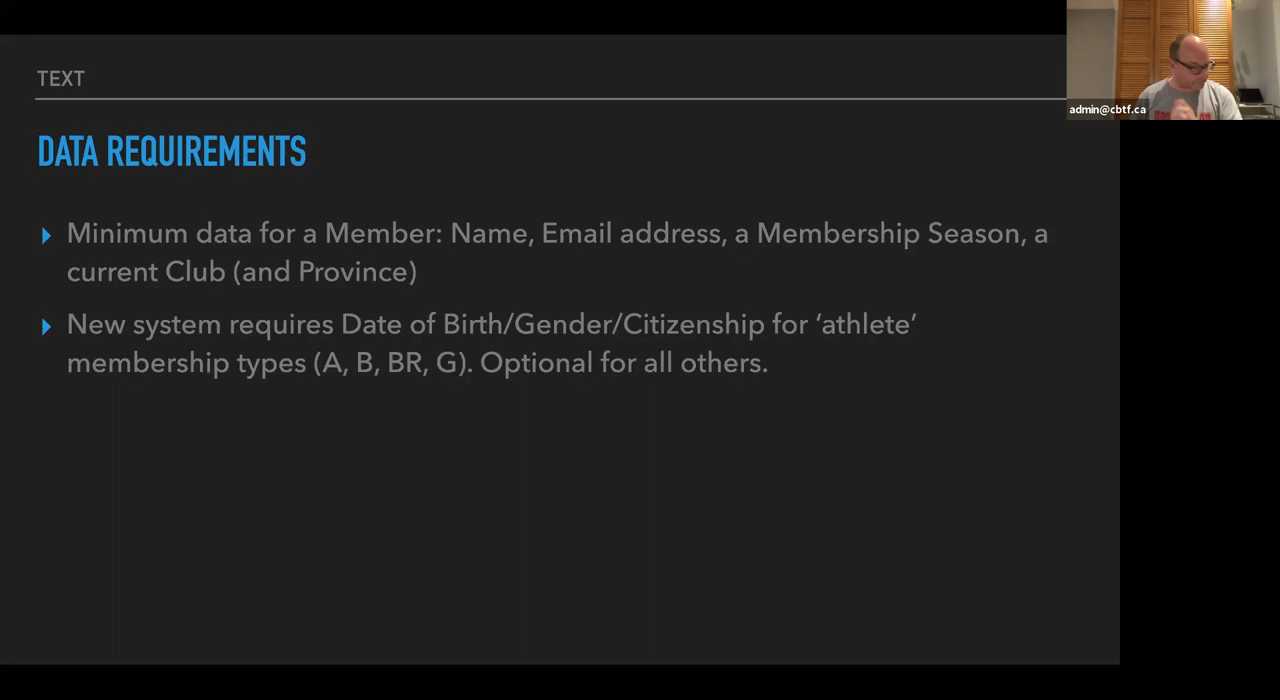 TEXT
DATA REQUIREMENTS
Minimum data for a Member: Name, Email address, a Membership Season, a
current Club (and Province)
New system requires Date of Birth/Gender/Citizenship for ‘athlete’
membership types (A, B, BR, G). Optional for all others.
admin@cbtf.ca